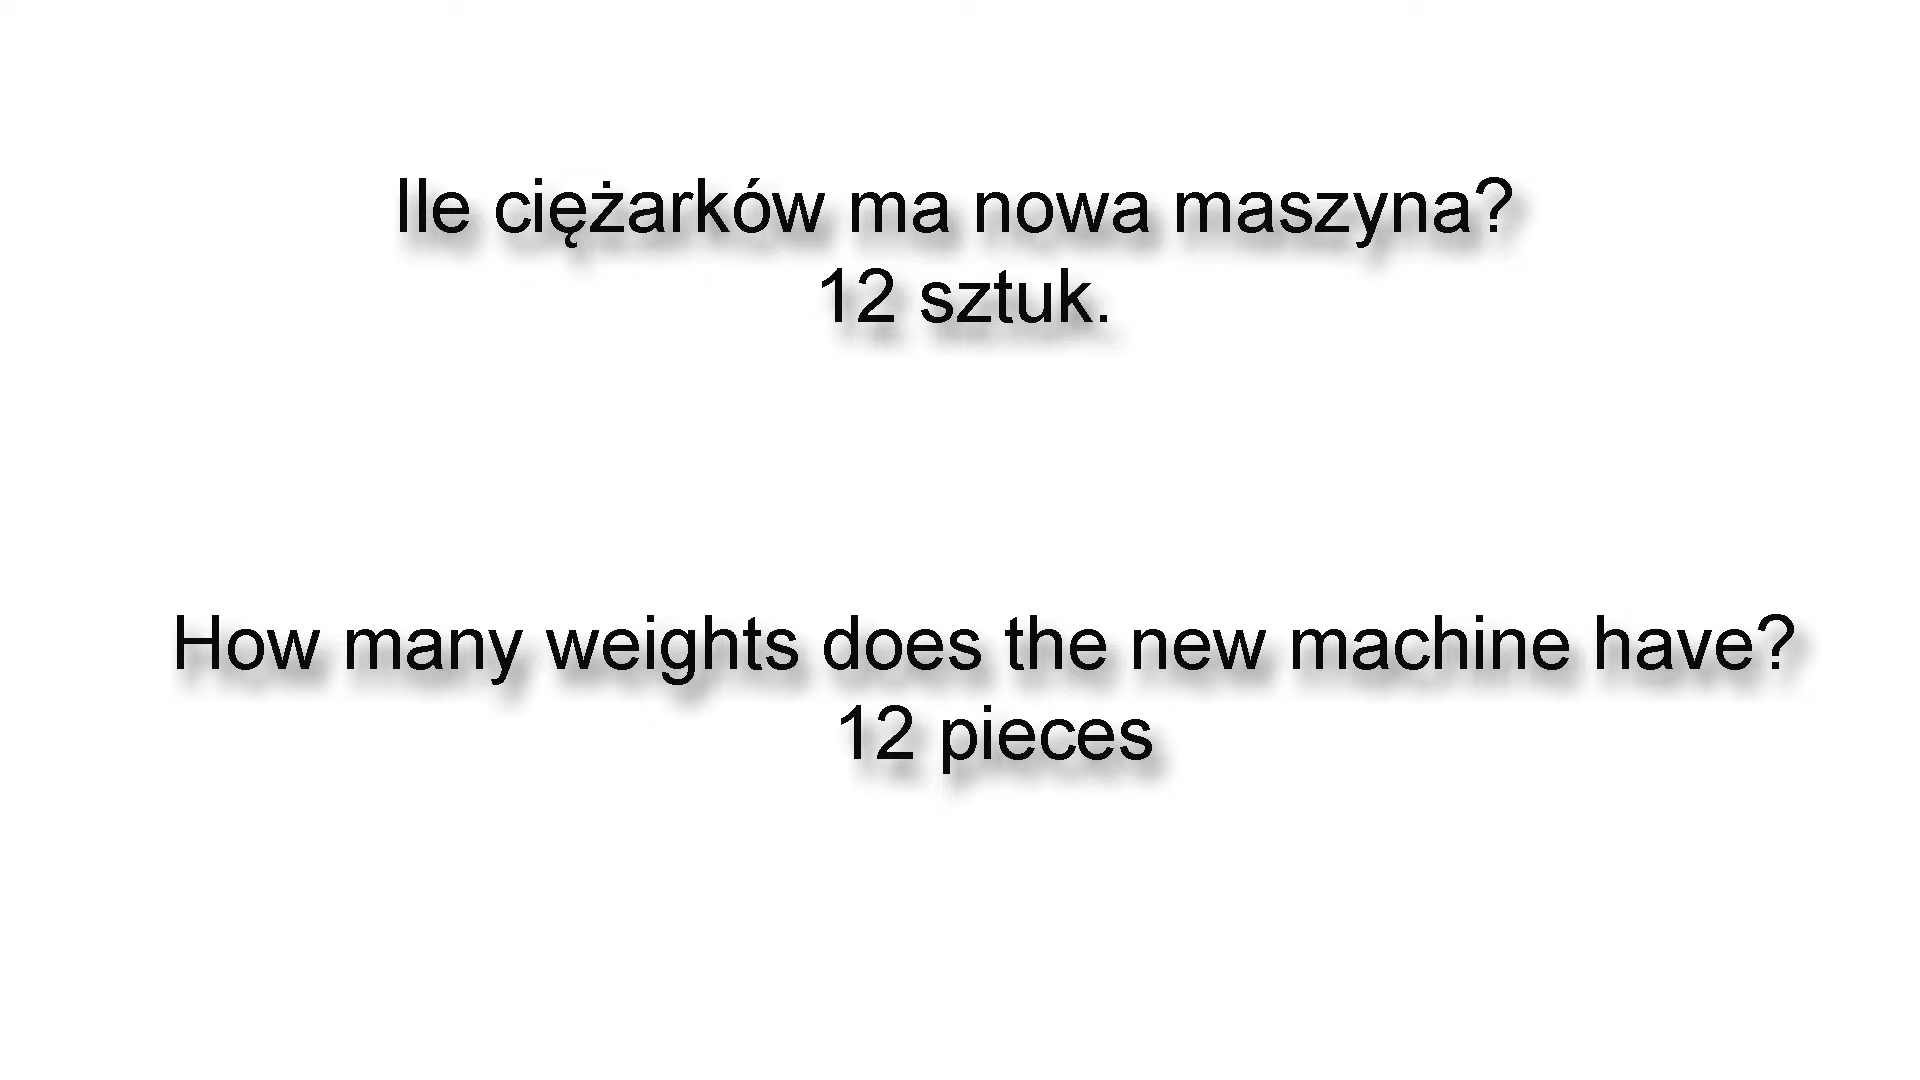 Ile ciężarków ma nowa maszyna?
12 sztuk.
How many weights does the new machine have?
12 pieces